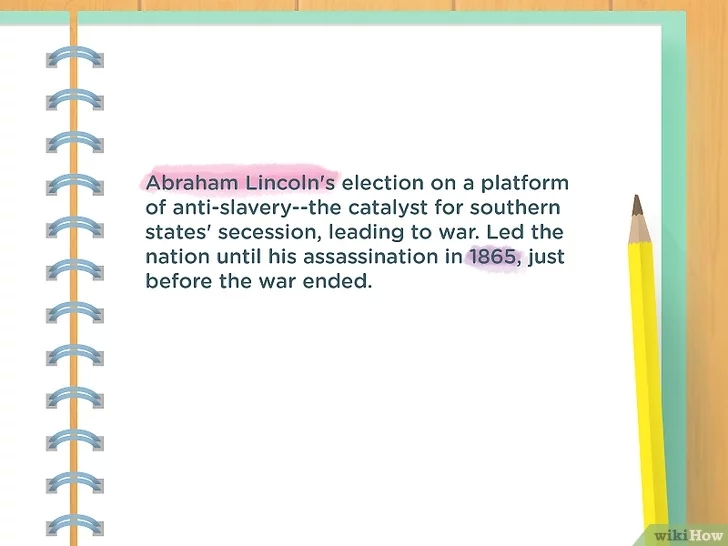 Abraham Lincoln's election on a platform
of anti-slavery--the catalyst for southern
states' secession, leading to war. Led the
nation until his assassination in 1865, just
before the war ended.
wikiHow